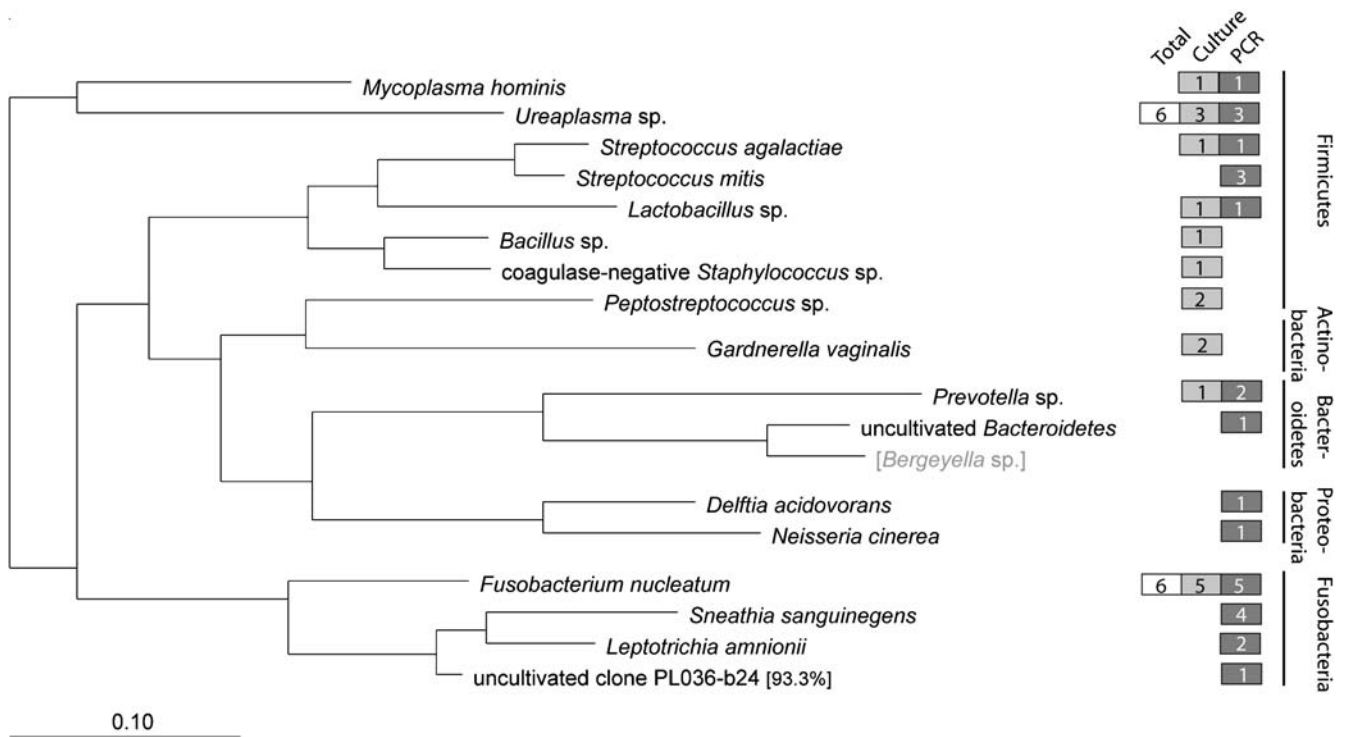 Total Culture PCR
Mycoplasma hominis 1 1
Ureaplasma sp. 6 3 3
Streptococcus agalactiae 1 1
Streptococcus mitis 3
Lactobacillus sp. 1 1
Bacillus sp. 1
coagulase-negative Staphylococcus sp. 1
Peptostreptococcus sp. 2
Gardnerella vaginalis 2
Prevotella sp. 1 2
uncultivated Bacteroidetes 1
[Bergeyella sp.]
Delftia acidovorans 1
Neisseria cinerea 1
Fusobacterium nucleatum 6 5 5
Sneathia sanguinegens 4
Leptotrichia amnionii 2
uncultivated clone PL036-b24 [93.3%] 1
Firmicutes
Actino-
bacteria
Bacter-
oidetes
Proteo-
bacteria
Fusobacteria
0.10